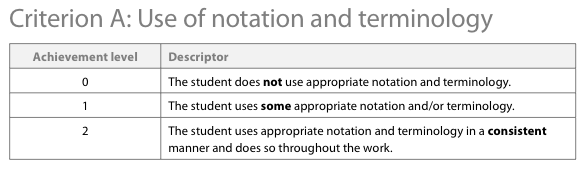 Criterion A: Use of notation and terminology
Achievement level Descriptor
0 The student does not use appropriate notation and terminology.
1 The student uses some appropriate notation and/or terminology.
2 The student uses appropriate notation and terminology in a consistent
manner and does so throughout the work.